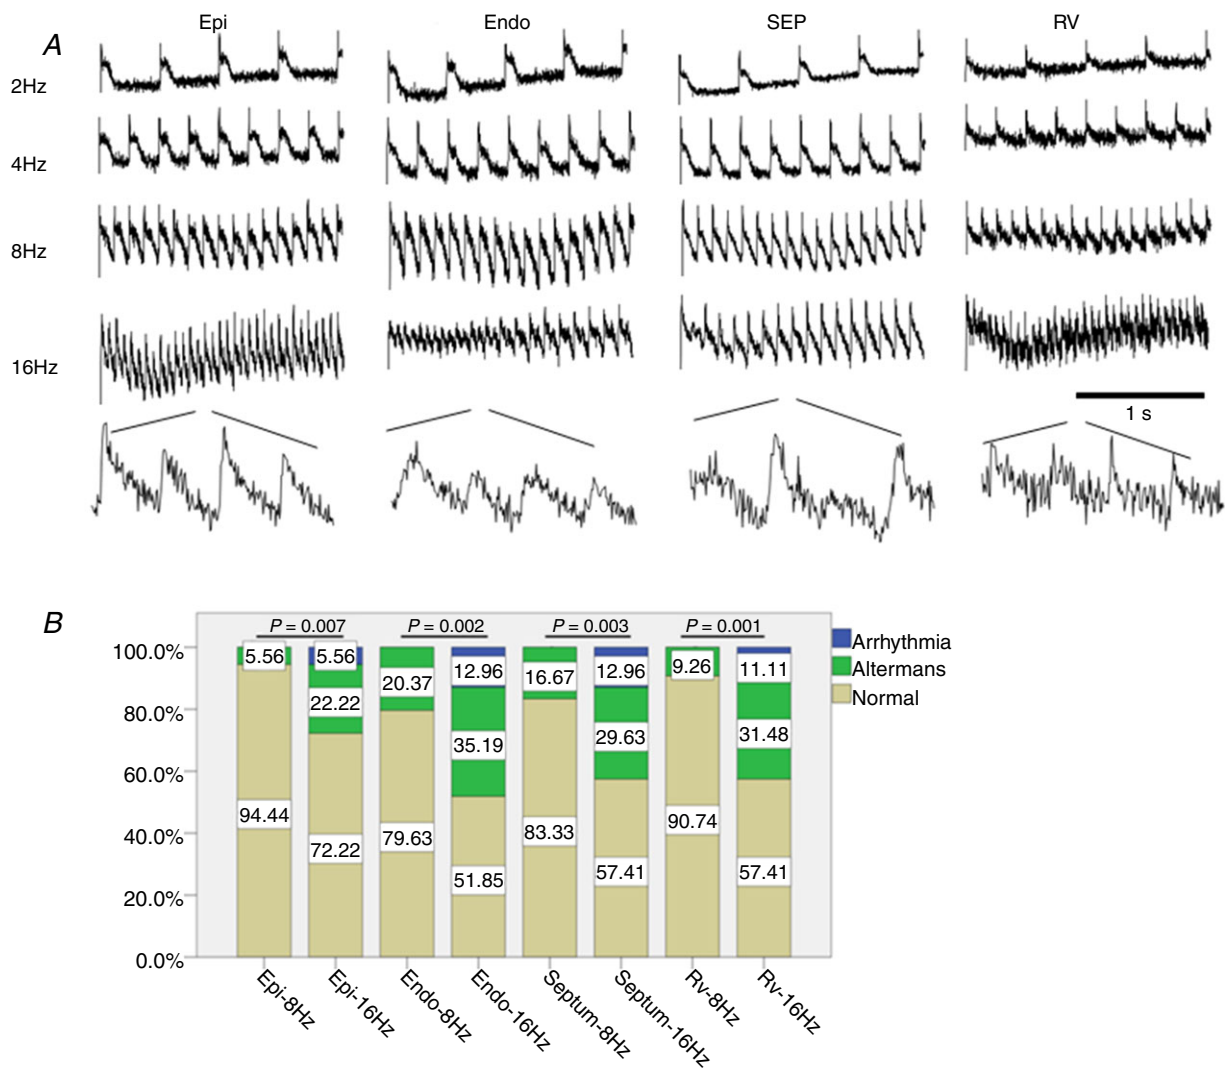 A
Epi
Endo
SEP
RV
2Hz
4Hz
8Hz
16Hz
1 s
B
P = 0.007
P = 0.002
P = 0.003
P = 0.001
Arrhythmia
Altermans
Normal
100.0%
80.0%
60.0%
40.0%
20.0%
0.0%
5.56
94.44
5.56
22.22
72.22
20.37
79.63
12.96
35.19
51.85
16.67
83.33
12.96
29.63
57.41
9.26
90.74
11.11
31.48
57.41
Epi-8Hz
Epi-16Hz
Endo-8Hz
Endo-16Hz
Septum-8Hz
Septum-16Hz
Rv-8Hz
Rv-16Hz